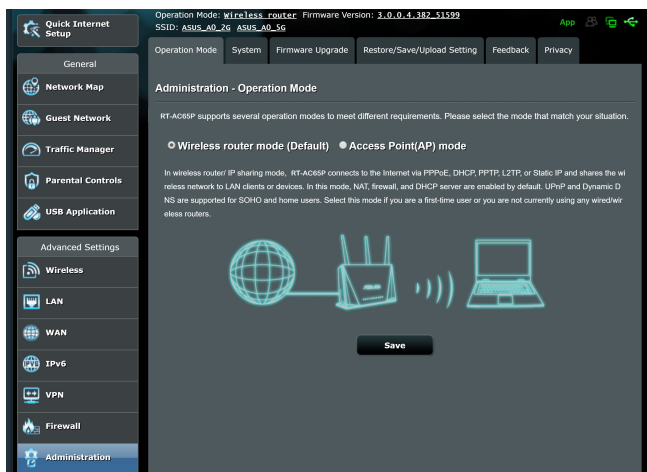 Operation Mode: Wireless router Firmware Version: 3.0.0.4.382_51599
SSID: ASUS_A0_2G ASUS_A0_5G
App
Quick Internet
Setup
General
Network Map
Guest Network
Traffic Manager
Parental Controls
USB Application
Advanced Settings
Wireless
LAN
WAN
IPv6
VPN
Firewall
Administration
Operation Mode System Firmware Upgrade Restore/Save/Upload Setting Feedback Privacy
Administration - Operation Mode
RT-AC65P supports several operation modes to meet different requirements. Please select the mode that match your situation.
Wireless router mode (Default) Access Point(AP) mode
In wireless router/ IP sharing mode, RT-AC65P connects to the Internet via PPPoE, DHCP, PPTP, L2TP, or Static IP and shares the wi
reless network to LAN clients or devices. In this mode, NAT, firewall, and DHCP server are enabled by default. UPnP and Dynamic D
NS are supported for SOHO and home users. Select this mode if you are a first-time user or you are not currently using any wired/wir
eless routers.
Save